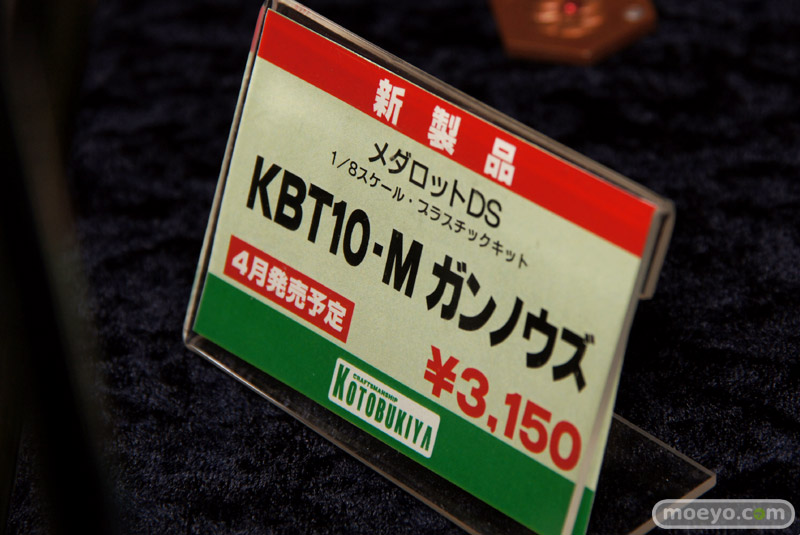 新製品
メダロットDS
1/8スケール・プラスチックキット
KBT10-M ガンノウズ
4月発売予定
¥3,150
CRAFTSMANSHIP
KOTOBUKIYA
moeyo.com